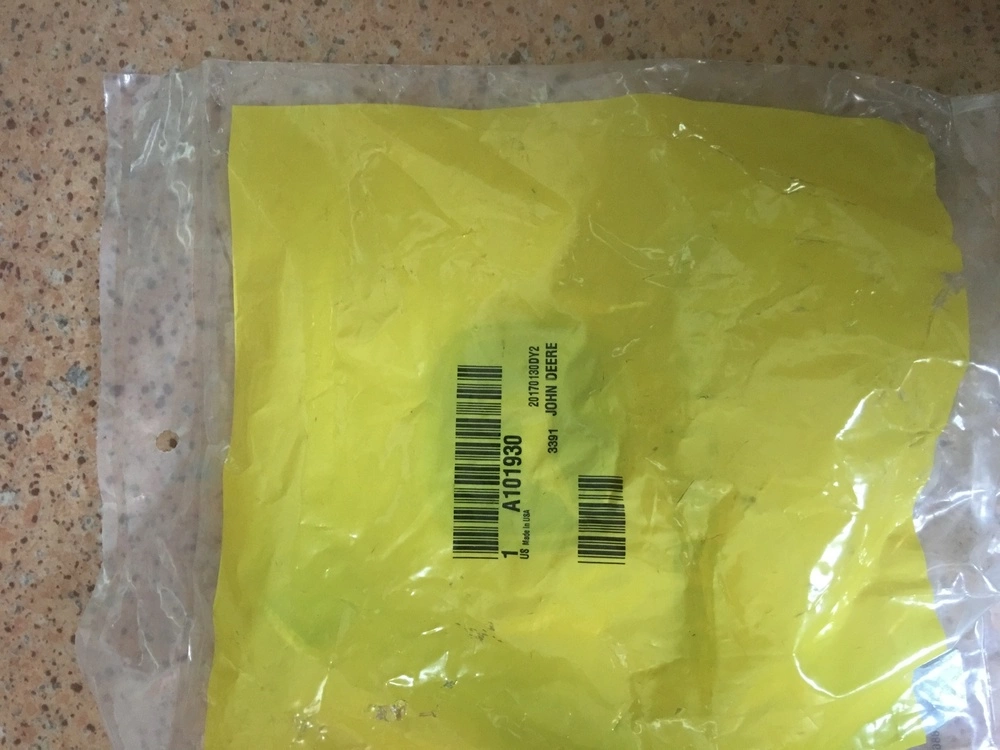 1 A101930
US Made In USA
20170130DY2
3391 JOHN DEERE